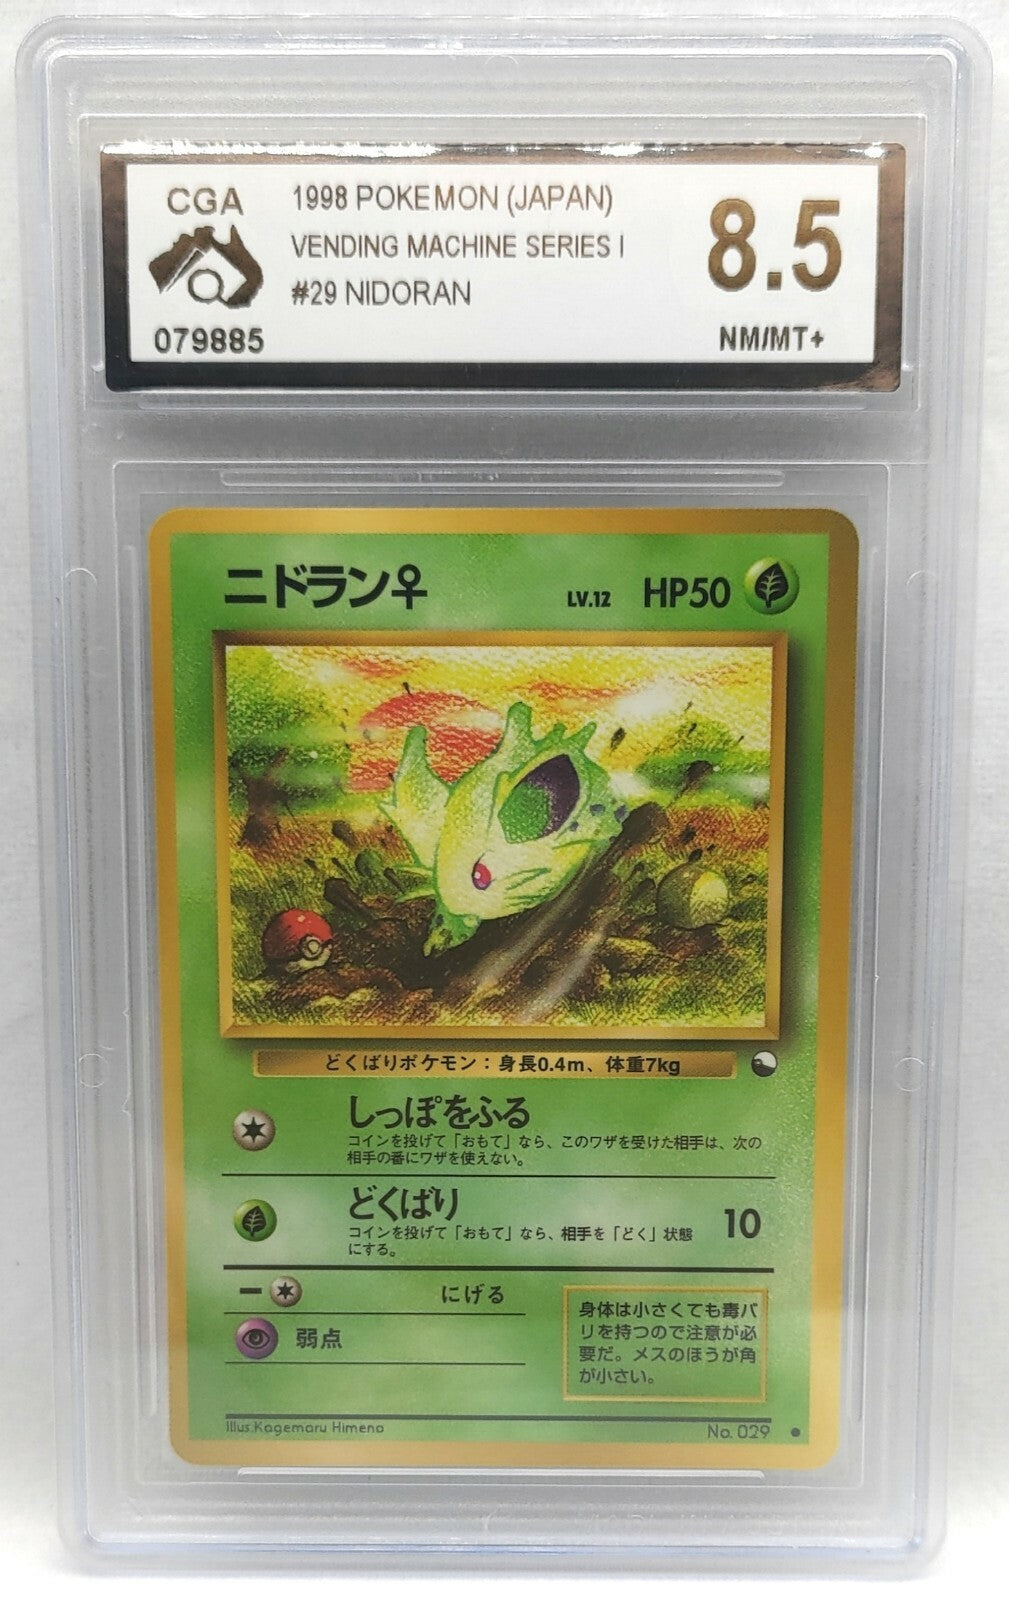 CGA
1998 POKEMON (JAPAN)
VENDING MACHINE SERIES I
#29 NIDORAN
079885
8.5
NM/MT+
ニドラン♀
LV.12 HP50
どくばりポケモン：身長0.4m、体重7kg
しっぽをふる
コインを投げて「おもて」なら、このワザを受けた相手は、次の
相手の番にワザを使えない。
どくばり
10
コインを投げて「おもて」なら、相手を「どく」状態
にする。
にげる
弱点
身体は小さくても毒バ
リを持つので注意が必
要だ。メスのほうが角
が小さい。
Illus.Kagemaru Himeno
No. 029 ●